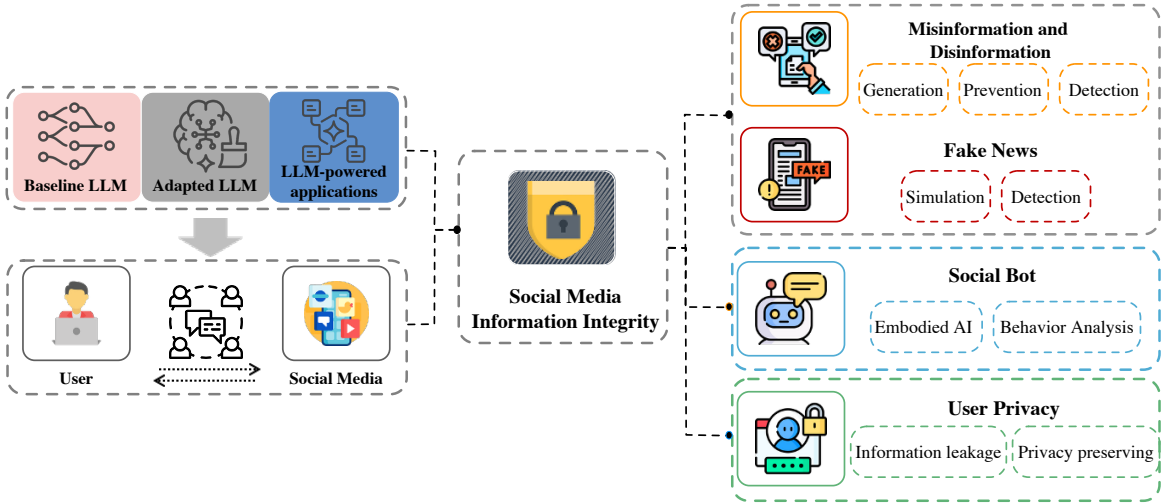 Baseline LLM
Adapted LLM
LLM-powered
applications
User
Social Media
Social Media
Information Integrity
Misinformation and
Disinformation
Generation
Prevention
Detection
FAKE
Fake News
Simulation
Detection
Social Bot
Embodied AI
Behavior Analysis
User Privacy
Information leakage
Privacy preserving